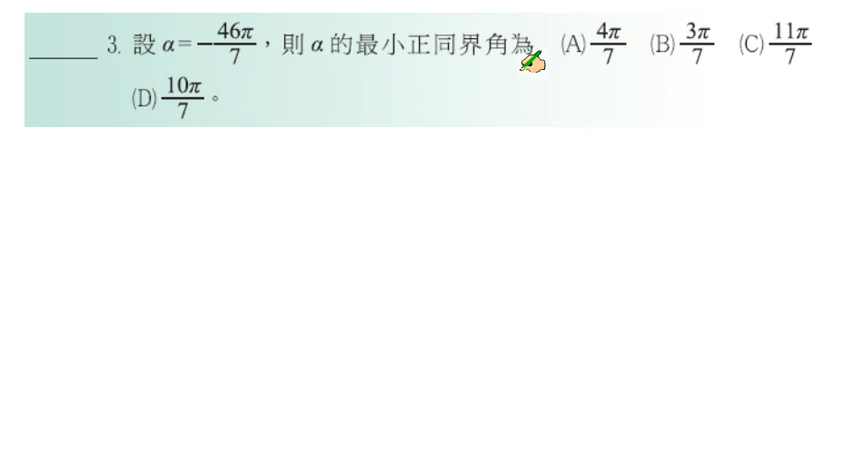 ______ 3. 設 α=−46π/7，則 α 的最小正同界角為 (A) 4π/7 (B) 3π/7 (C) 11π/7
(D) 10π/7。